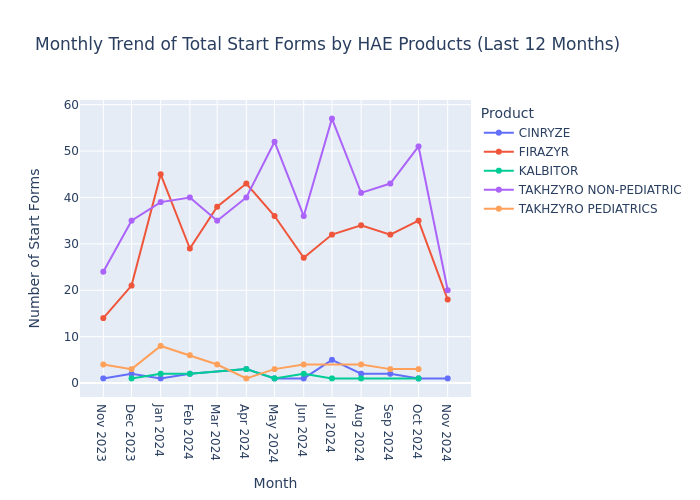 Monthly Trend of Total Start Forms by HAE Products (Last 12 Months)
Product
CINRYZE
FIRAZYR
KALBITOR
TAKHZYRO NON-PEDIATRIC
TAKHZYRO PEDIATRICS
Number of Start Forms
60
50
40
30
20
10
0
Nov 2023
Dec 2023
Jan 2024
Feb 2024
Mar 2024
Apr 2024
May 2024
Jun 2024
Jul 2024
Aug 2024
Sep 2024
Oct 2024
Nov 2024
Month